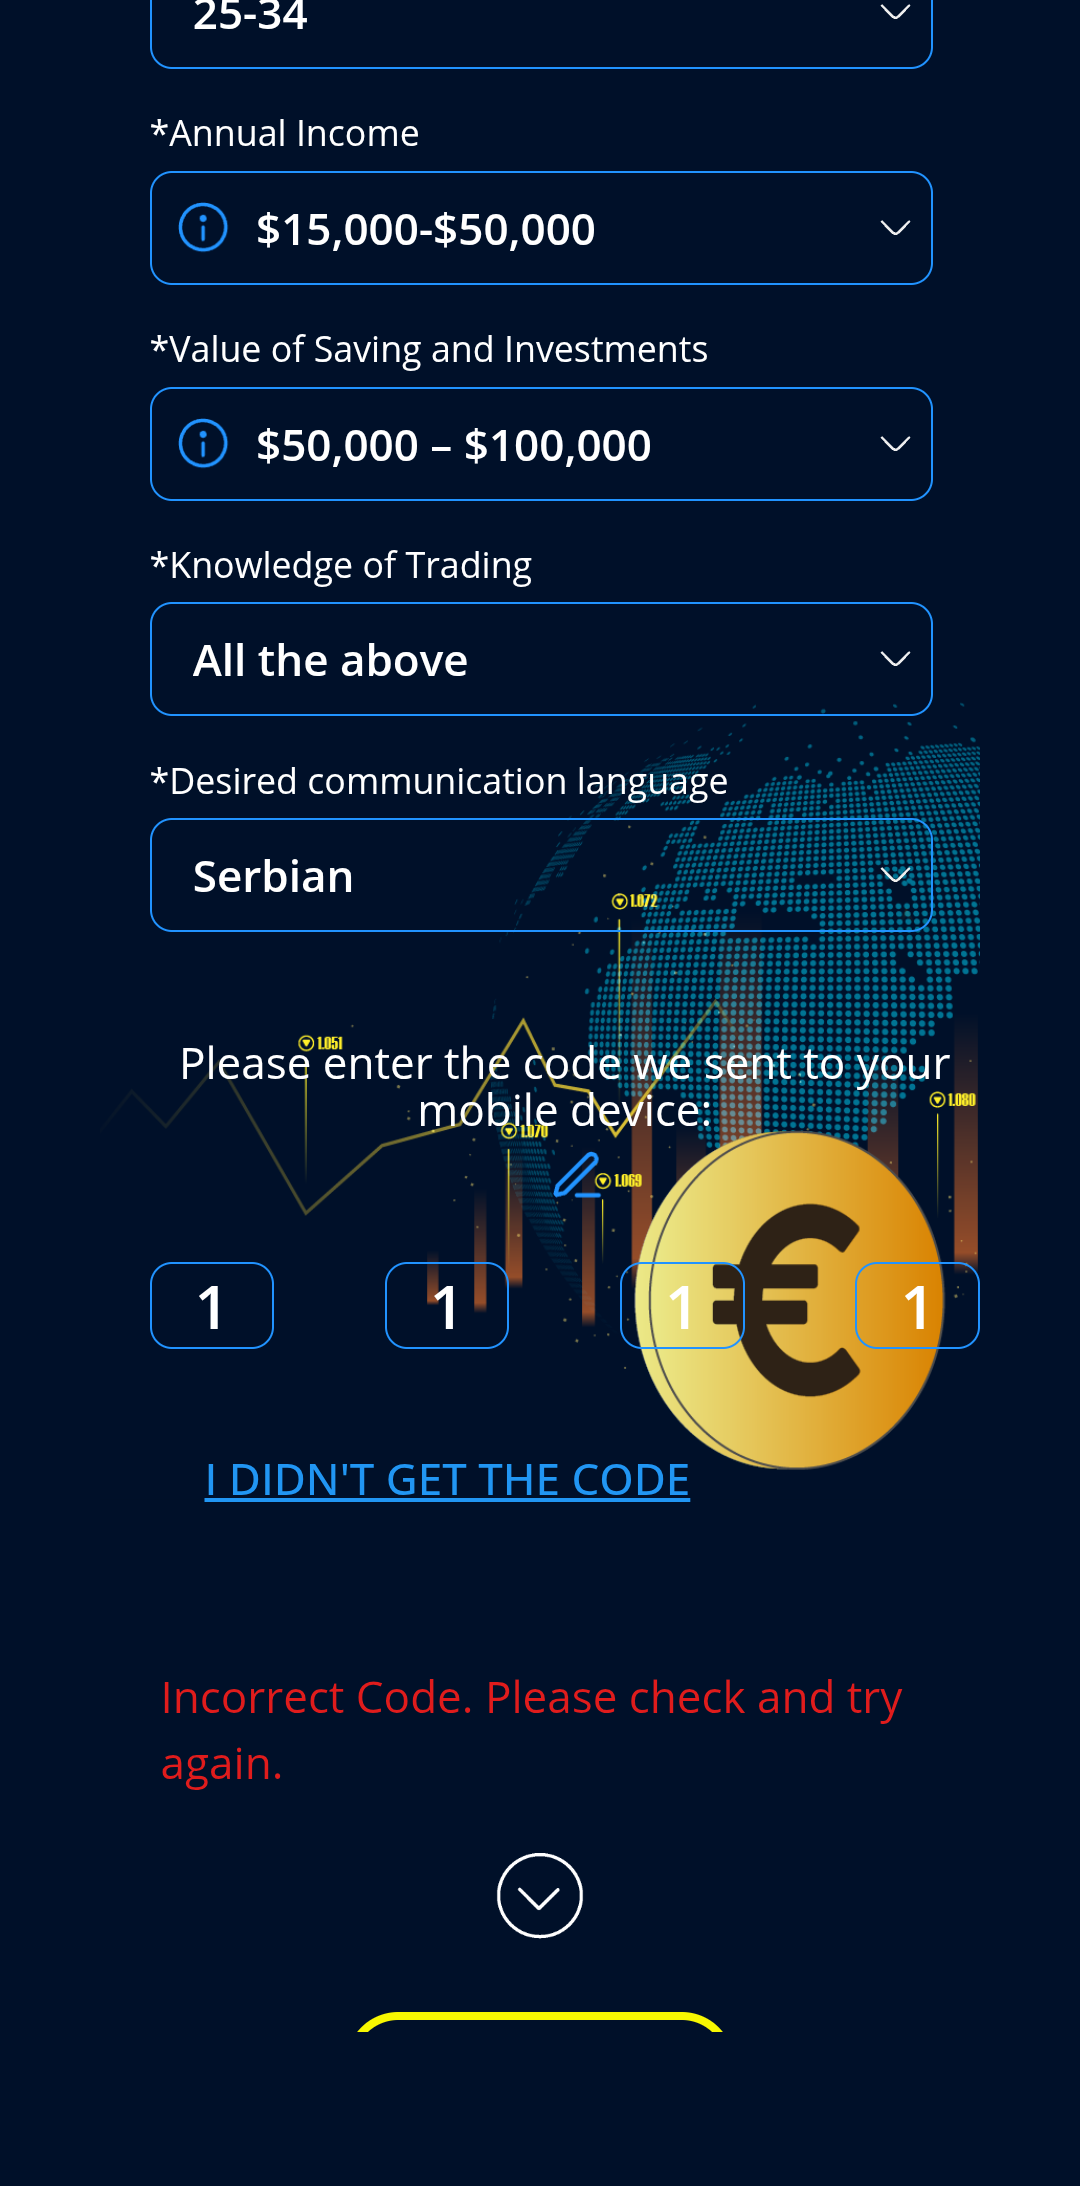 25-34
*Annual Income
$15,000-$50,000
*Value of Saving and Investments
$50,000 – $100,000
*Knowledge of Trading
All the above
*Desired communication language
Serbian
1.072
1.051
Please enter the code we sent to your
mobile device:
1.080
1.070
1.069
1 1 1 1
I DIDN'T GET THE CODE
Incorrect Code. Please check and try
again.